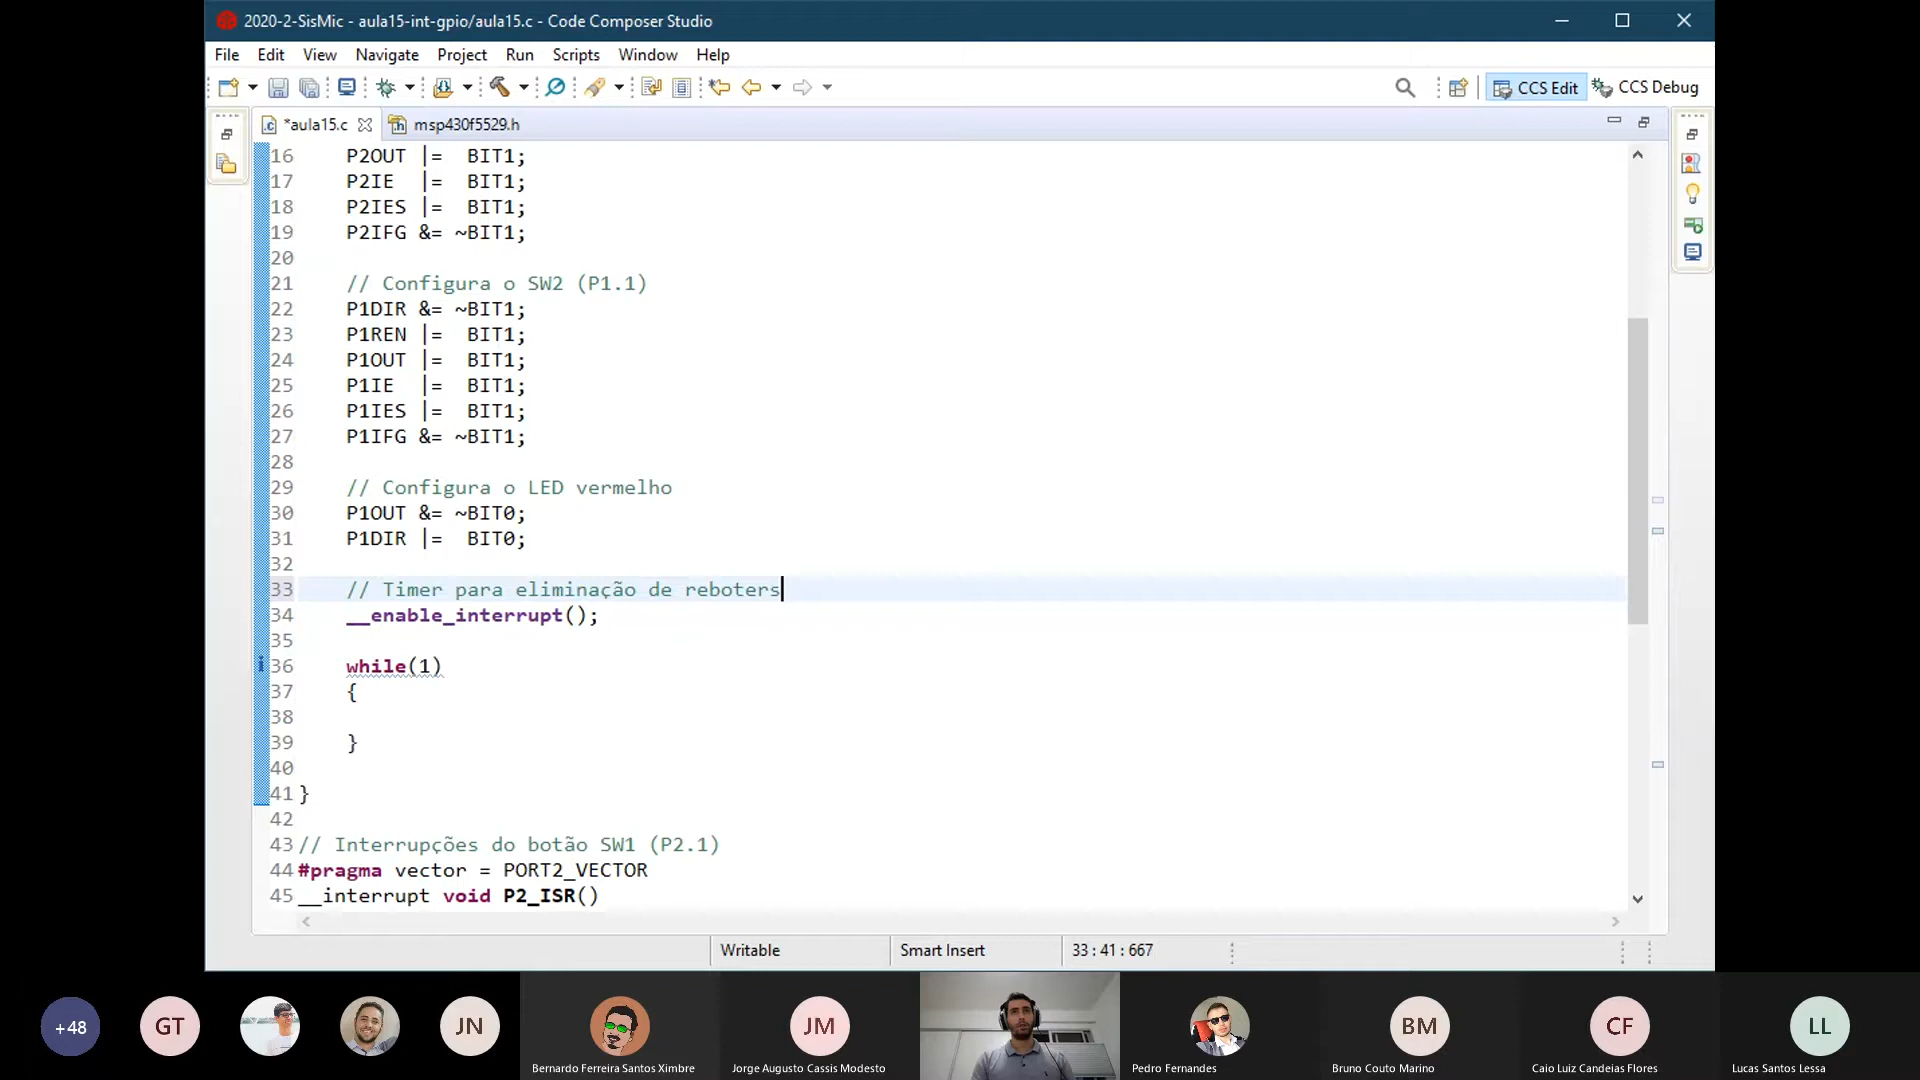 2020-2-SisMic - aula15-int-gpio/aula15.c - Code Composer Studio
File Edit View Navigate Project Run Scripts Window Help
CCS Edit CCS Debug
*aula15.c msp430f5529.h
16 P2OUT |= BIT1;
17 P2IE |= BIT1;
18 P2IES |= BIT1;
19 P2IFG &= ~BIT1;
20
21 // Configura o SW2 (P1.1)
22 P1DIR &= ~BIT1;
23 P1REN |= BIT1;
24 P1OUT |= BIT1;
25 P1IE |= BIT1;
26 P1IES |= BIT1;
27 P1IFG &= ~BIT1;
28
29 // Configura o LED vermelho
30 P1OUT &= ~BIT0;
31 P1DIR |= BIT0;
32
33 // Timer para eliminação de reboters
34 __enable_interrupt();
35
36 while(1)
37 {
38
39 }
40
41 }
42
43 // Interrupções do botão SW1 (P2.1)
44 #pragma vector = PORT2_VECTOR
45 __interrupt void P2_ISR()
Writable Smart Insert 33 : 41 : 667
+48 GT JN JM BM CF LL
Bernardo Ferreira Santos Ximbre Jorge Augusto Cassis Modesto Pedro Fernandes Bruno Couto Marino Caio Luiz Candeias Flores Lucas Santos Lessa